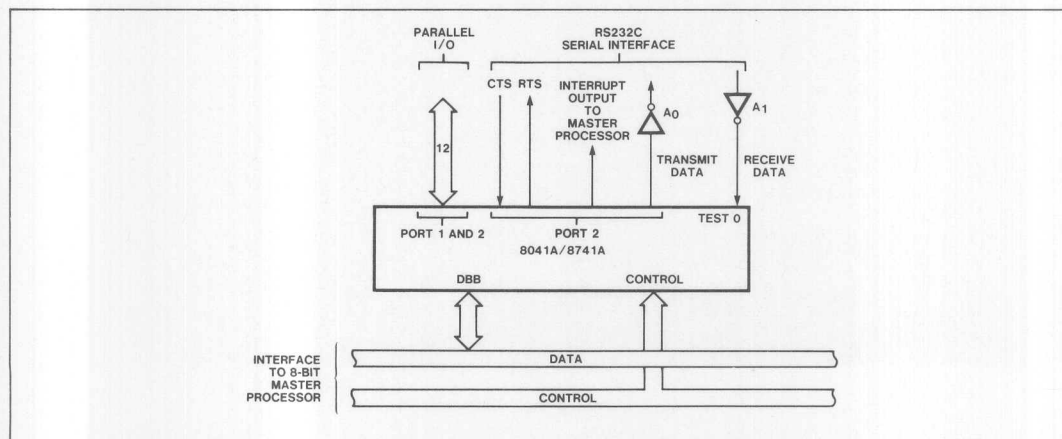 PARALLEL
I/O
RS232C
SERIAL INTERFACE
CTS RTS
INTERRUPT
OUTPUT
TO
MASTER
PROCESSOR
A0
A1
12
TRANSMIT
DATA
RECEIVE
DATA
TEST 0
PORT 1 AND 2
PORT 2
8041A/8741A
DBB
CONTROL
INTERFACE
TO 8-BIT
MASTER
PROCESSOR
DATA
CONTROL